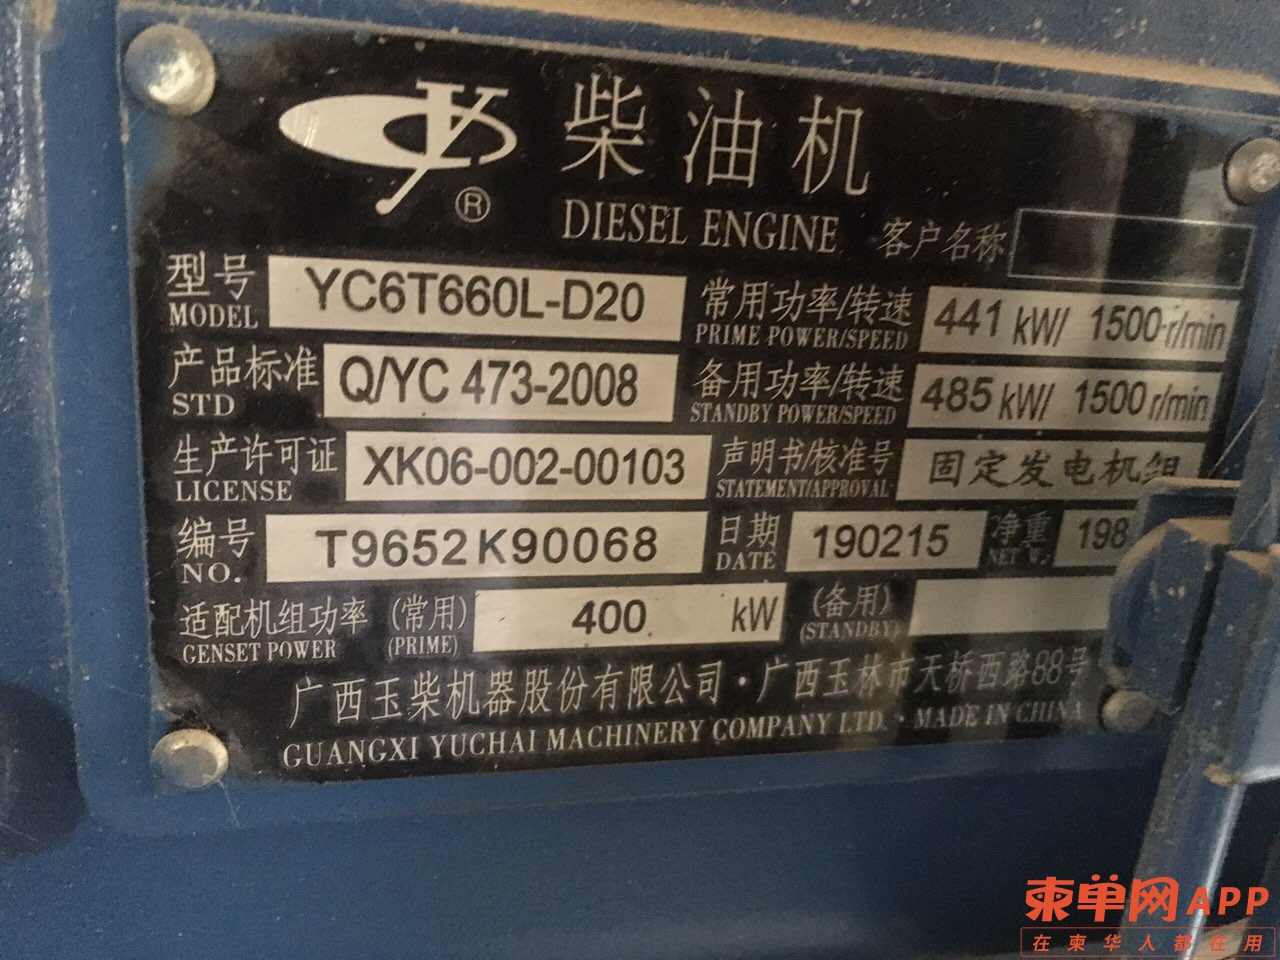 柴油机
DIESEL ENGINE 客户名称
型号 YC6T660L-D20 常用功率/转速 441 kW/ 1500 r/min
MODEL PRIME POWER/SPEED
产品标准 Q/YC 473-2008 备用功率/转速 485 kW/ 1500 r/min
STD STANDBY POWER/SPEED
生产许可证 XK06-002-00103 声明书/核准号 固定发电机组
LICENSE STATEMENT/APPROVAL
编号 T9652K90068 日期 190215 净重 198
NO. DATE NET W.
适配机组功率 (常用) 400 kW (备用)
GENSET POWER (PRIME) (STANDBY)
广西玉柴机器股份有限公司·广西玉林市天桥西路88号
GUANGXI YUCHAI MACHINERY COMPANY LTD. · MADE IN CHINA
柬单网APP
在柬华人都在用